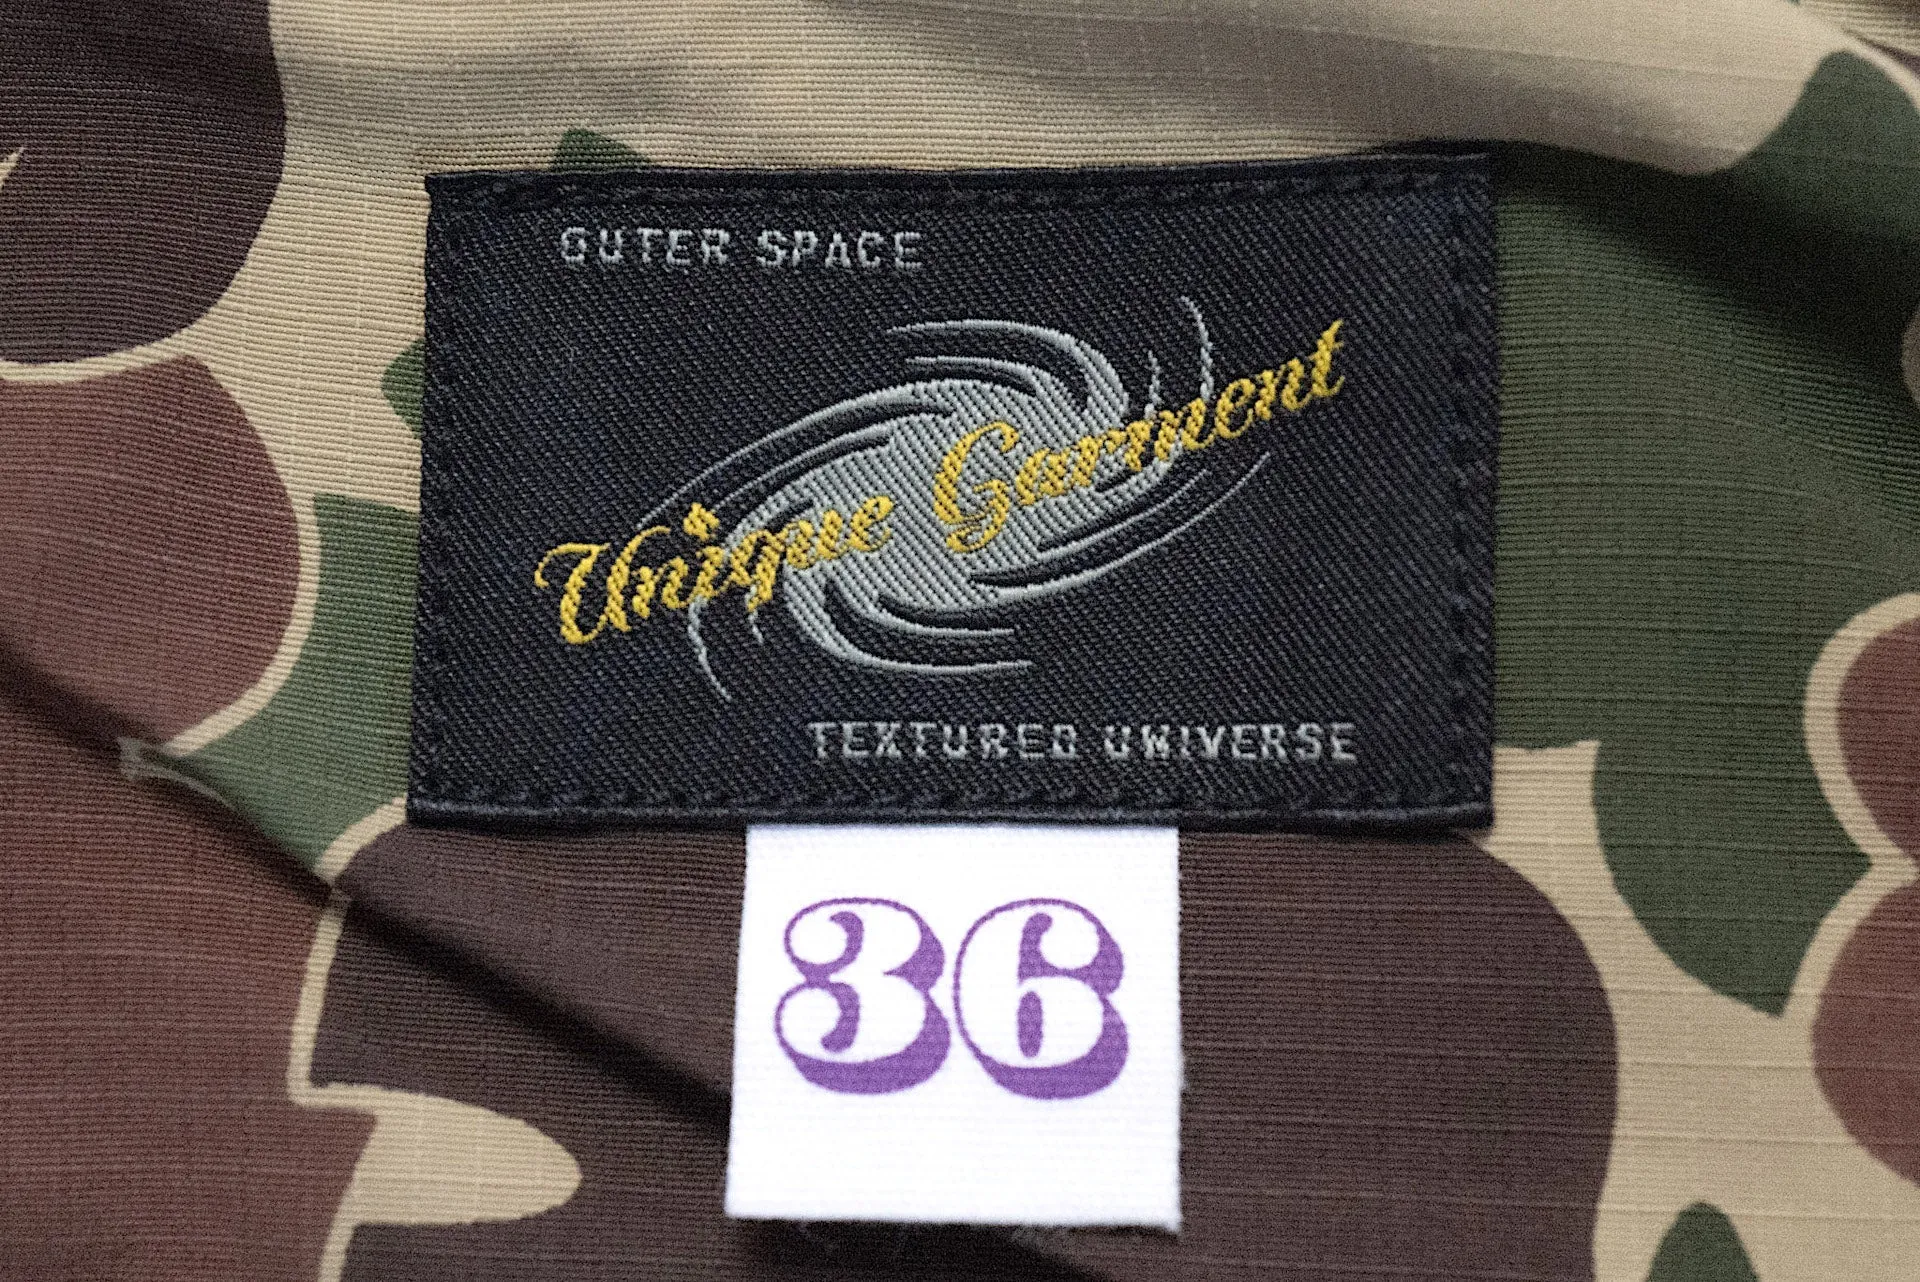 OUTER SPACE
Unique Garment
TEXTURED UNIVERSE
36